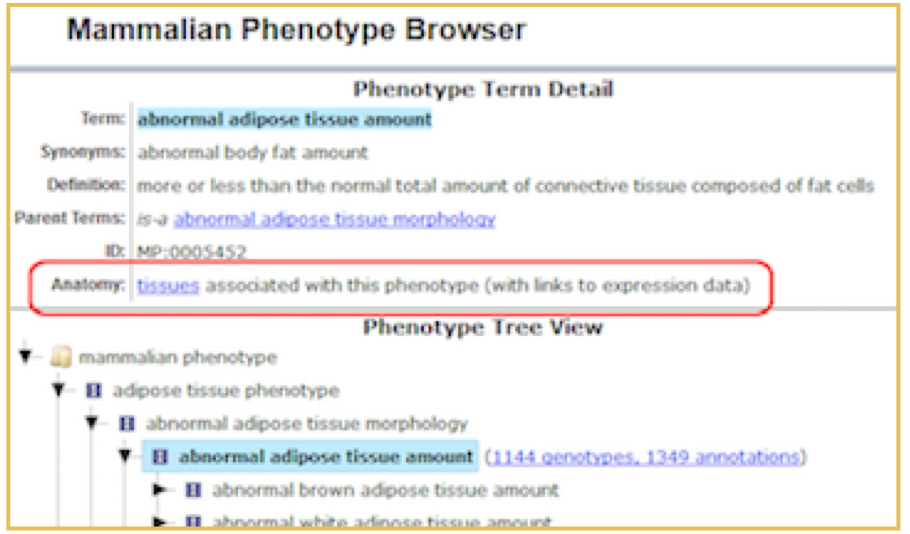 Mammalian Phenotype Browser
Phenotype Term Detail
Term: abnormal adipose tissue amount
Synonyms: abnormal body fat amount
Definition: more or less than the normal total amount of connective tissue composed of fat cells
Parent Terms: is-a abnormal adipose tissue morphology
ID: MP:0005452
Anatomy: tissues associated with this phenotype (with links to expression data)
Phenotype Tree View
mammalian phenotype
adipose tissue phenotype
abnormal adipose tissue morphology
abnormal adipose tissue amount (1144 genotypes, 1349 annotations)
abnormal brown adipose tissue amount
abnormal white adipose tissue amount